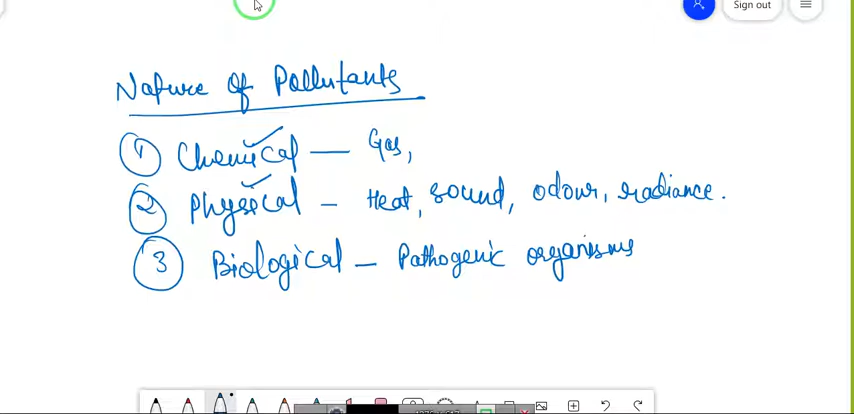 Sign out
Nature of Pollutants
1 Chemical — Gas,
2 Physical – Heat, sound, odour, radiance.
3 Biological – Pathogenic organisms